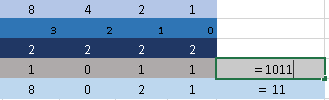 8 4 2 1
3 2 1 0
2 2 2 2
1 0 1 1 =1011
8 0 2 1 = 11